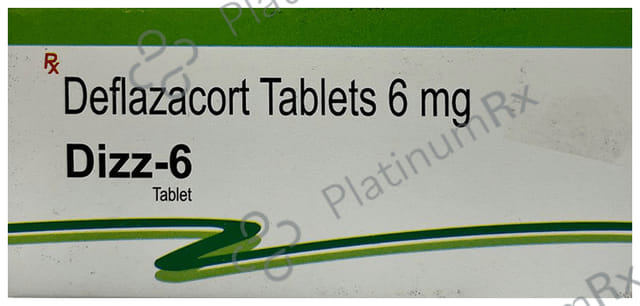 PlatinumRx
Rx
Deflazacort Tablets 6 mg
Dizz-6
Tablet
PlatinumRx